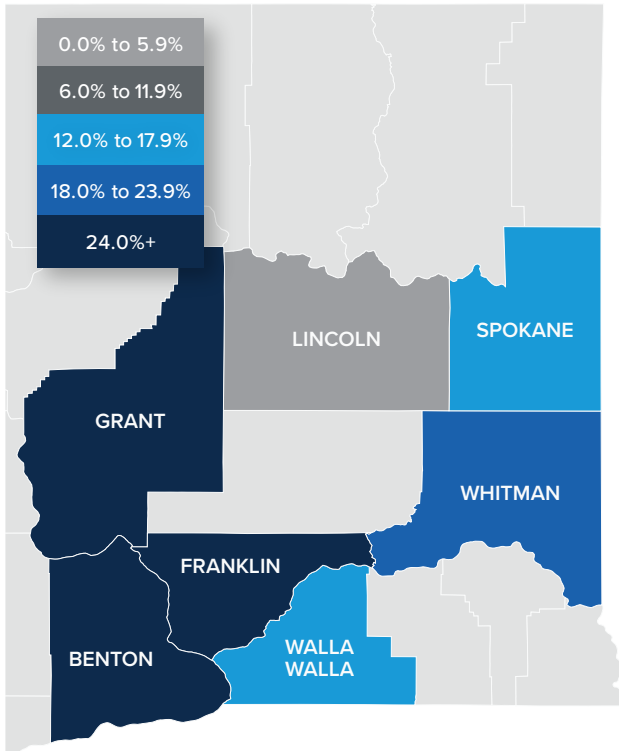 0.0% to 5.9%
6.0% to 11.9%
12.0% to 17.9%
18.0% to 23.9%
24.0%+
LINCOLN
SPOKANE
GRANT
WHITMAN
FRANKLIN
BENTON
WALLA
WALLA